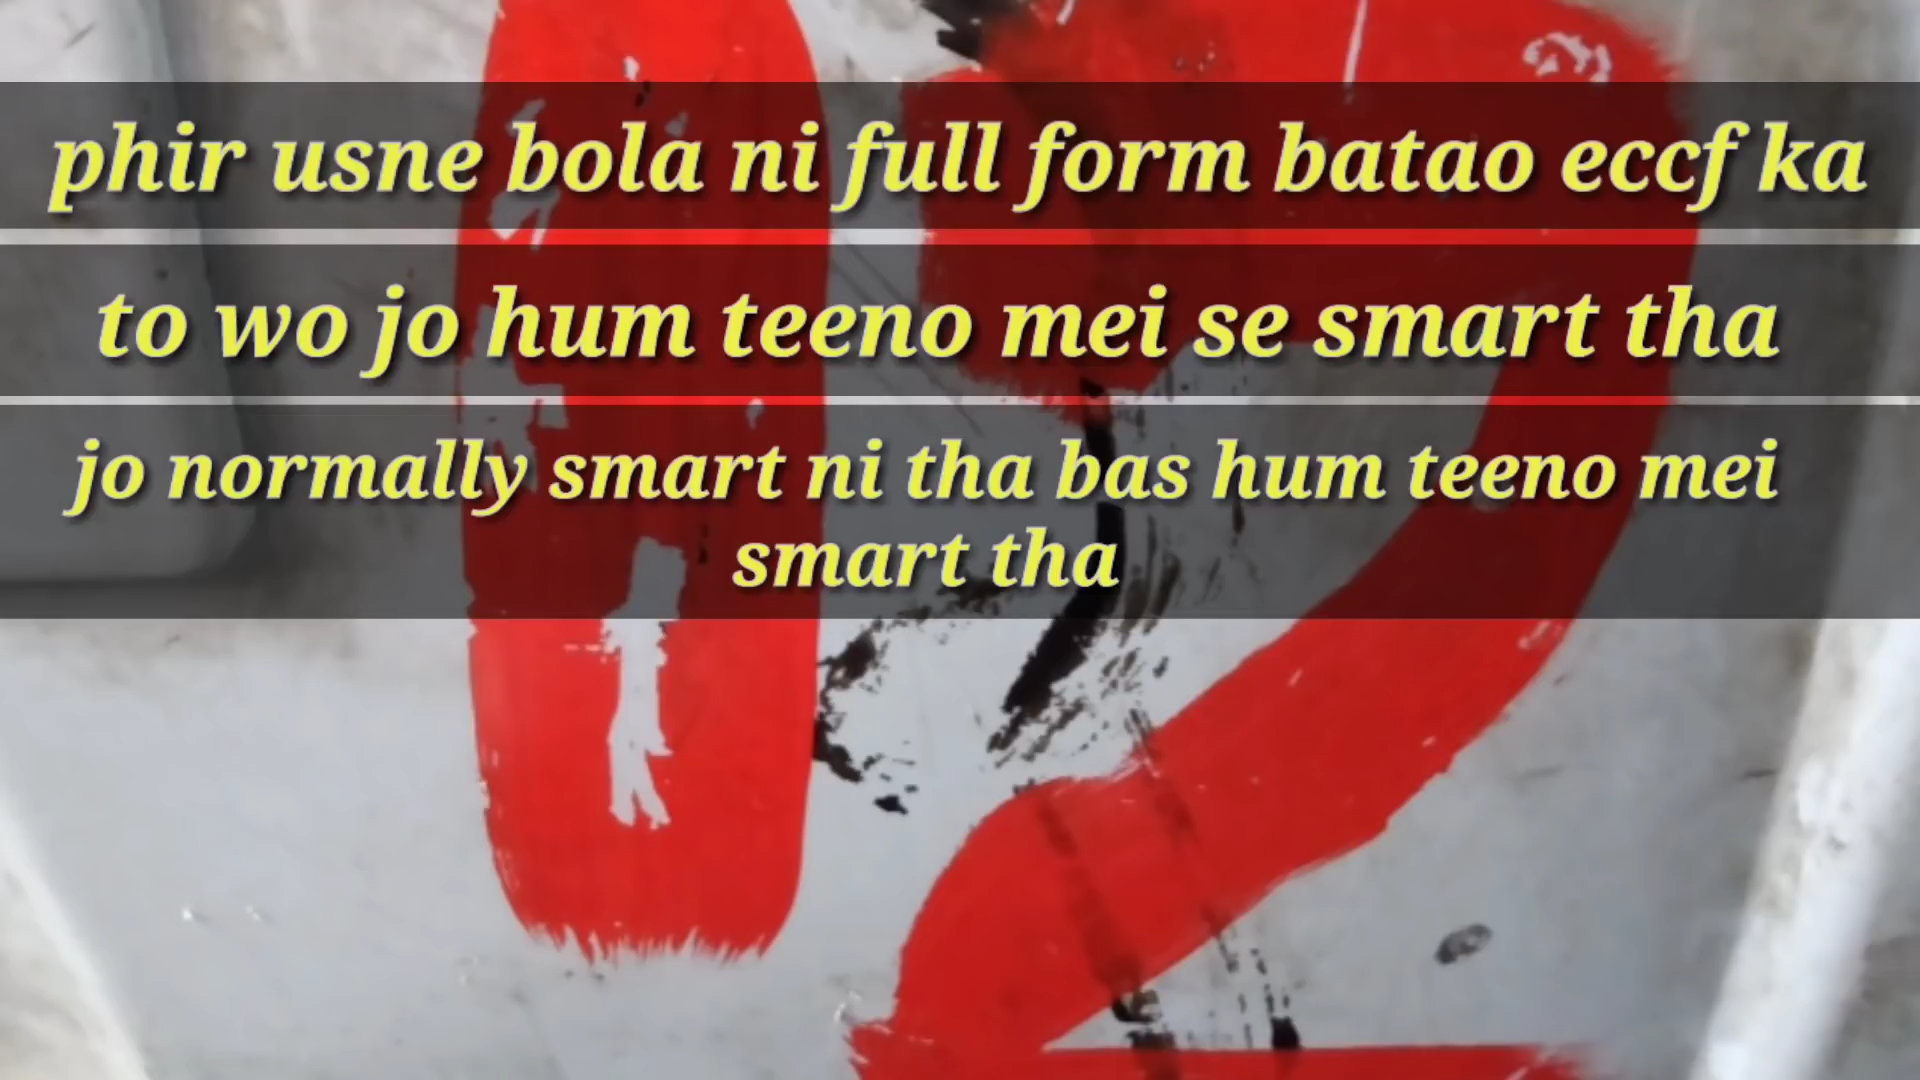 phir usne bola ni full form batao eccf ka
to wo jo hum teeno mei se smart tha
jo normally smart ni tha bas hum teeno mei
smart tha